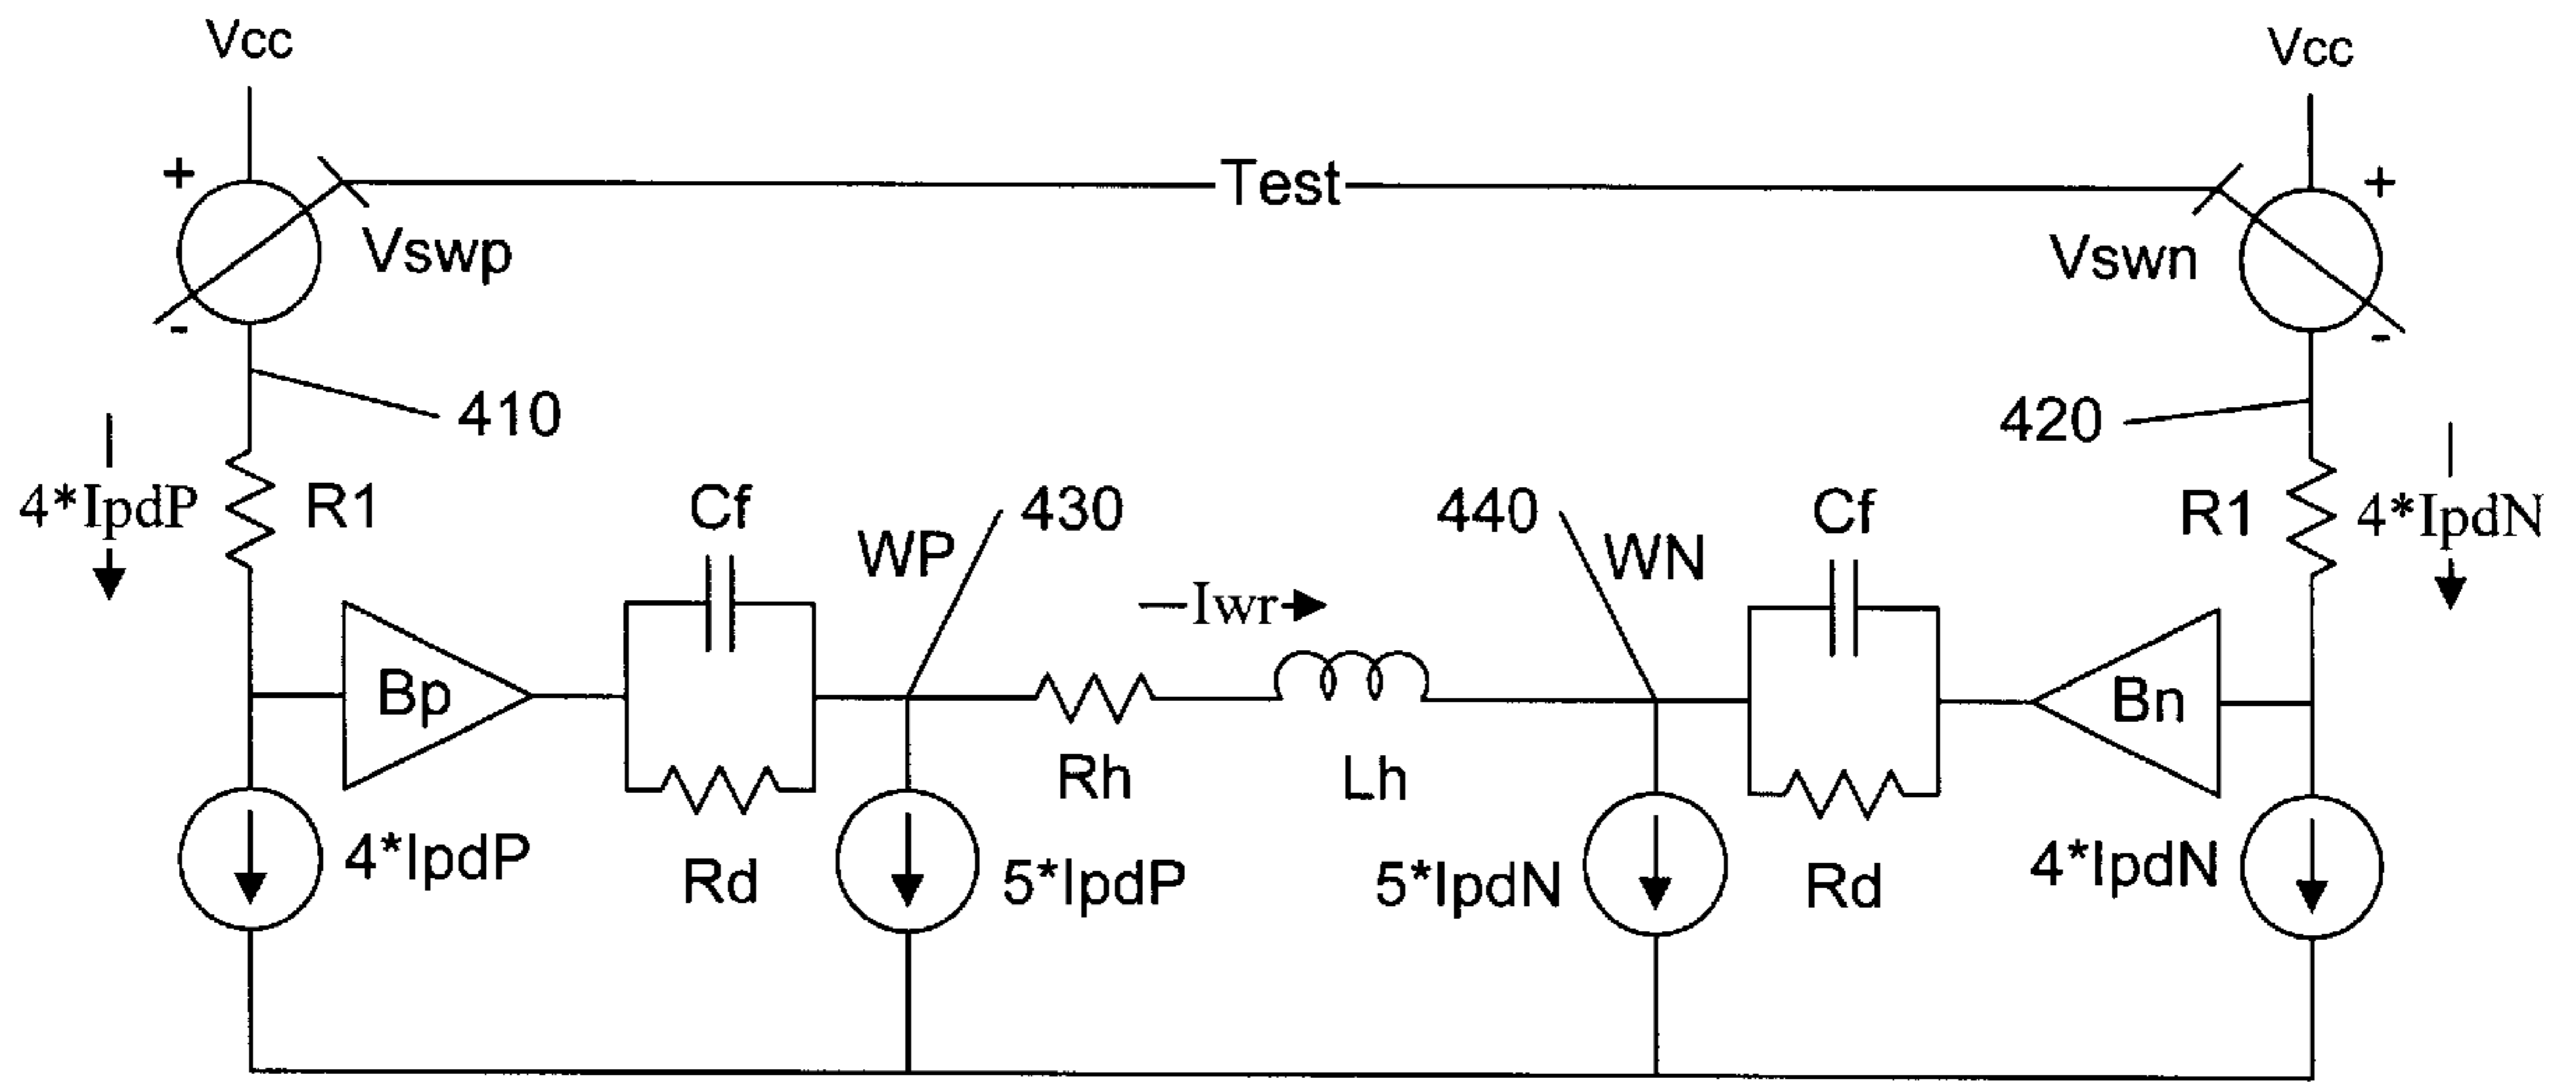 Vcc
Vcc
+
Test
+
Vswp
Vswn
-
-
410
420
4*IpdP
R1
Cf
430
440
Cf
R1
4*IpdN
WP
WN
Iwr
Bp
Bn
Rh
Lh
4*IpdP
Rd
5*IpdP
5*IpdN
Rd
4*IpdN